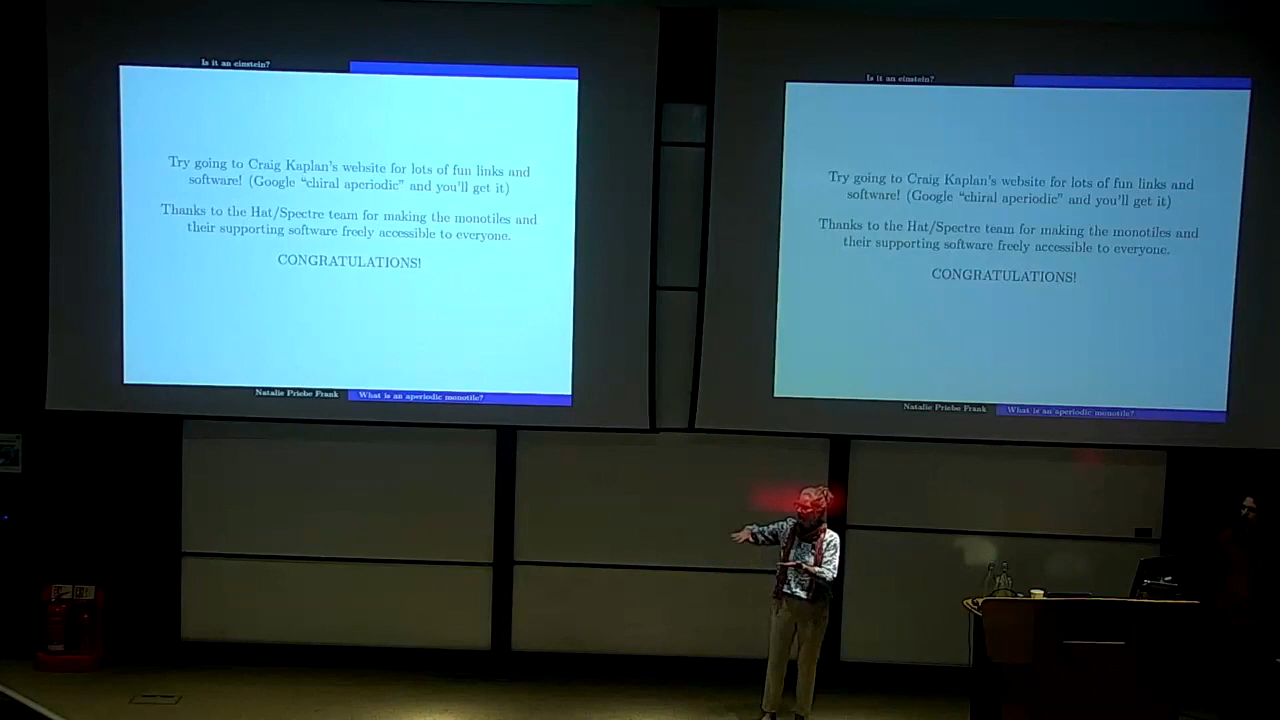 Is it an einstein?
Try going to Craig Kaplan's website for lots of fun links and
software! (Google "chiral aperiodic" and you'll get it)
Thanks to the Hat/Spectre team for making the monotiles and
their supporting software freely accessible to everyone.
CONGRATULATIONS!
Natalie Priebe Frank What is an aperiodic monotile?
Is it an einstein?
Try going to Craig Kaplan's website for lots of fun links and
software! (Google "chiral aperiodic" and you'll get it)
Thanks to the Hat/Spectre team for making the monotiles and
their supporting software freely accessible to everyone.
CONGRATULATIONS!
Natalie Priebe Frank What is an aperiodic monotile?